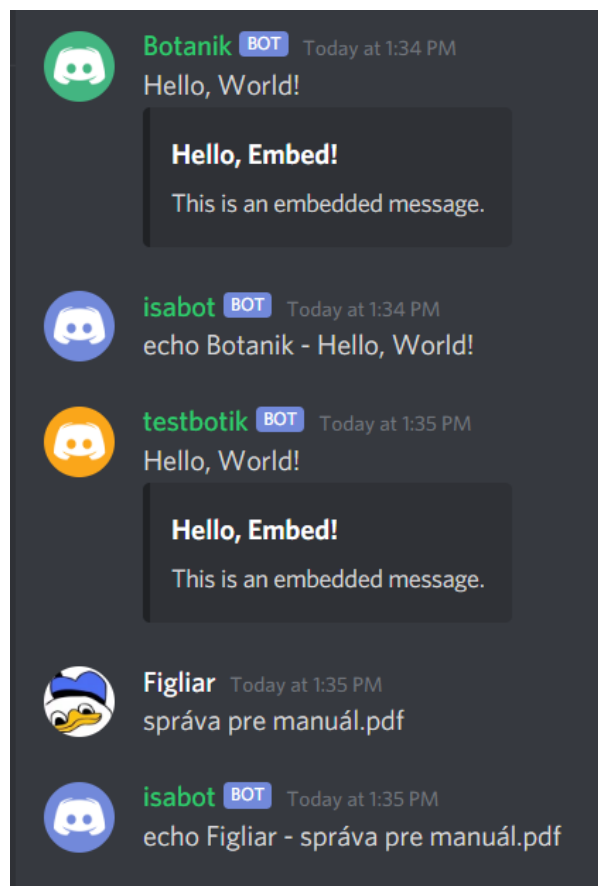 Botanik BOT Today at 1:34 PM
Hello, World!
Hello, Embed!
This is an embedded message.
isabot BOT Today at 1:34 PM
echo Botanik - Hello, World!
testbotik BOT Today at 1:35 PM
Hello, World!
Hello, Embed!
This is an embedded message.
Figliar Today at 1:35 PM
správa pre manuál.pdf
isabot BOT Today at 1:35 PM
echo Figliar - správa pre manuál.pdf